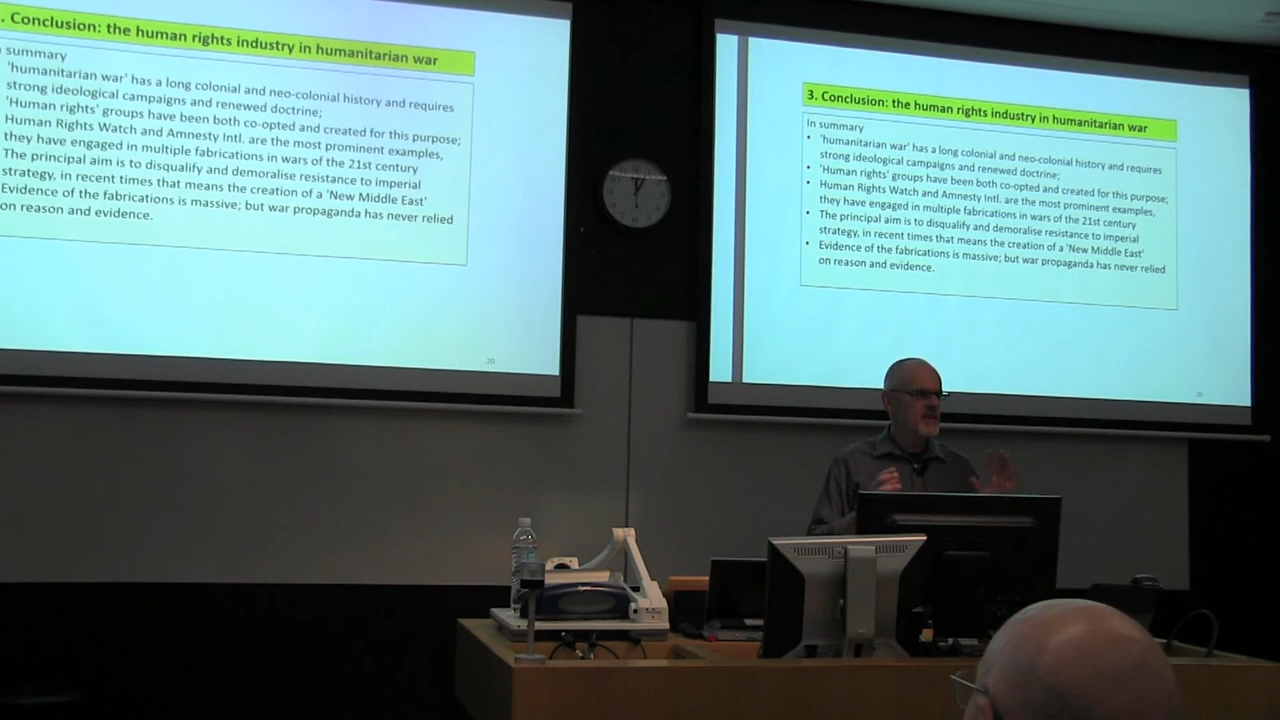 . Conclusion: the human rights industry in humanitarian war
summary
'humanitarian war' has a long colonial and neo-colonial history and requires
strong ideological campaigns and renewed doctrine;
'Human rights' groups have been both co-opted and created for this purpose;
Human Rights Watch and Amnesty Intl. are the most prominent examples,
they have engaged in multiple fabrications in wars of the 21st century
The principal aim is to disqualify and demoralise resistance to imperial
strategy, in recent times that means the creation of a 'New Middle East'
Evidence of the fabrications is massive; but war propaganda has never relied
on reason and evidence.
20
3. Conclusion: the human rights industry in humanitarian war
In summary
• 'humanitarian war' has a long colonial and neo-colonial history and requires
strong ideological campaigns and renewed doctrine;
• 'Human rights' groups have been both co-opted and created for this purpose;
• Human Rights Watch and Amnesty Intl. are the most prominent examples,
they have engaged in multiple fabrications in wars of the 21st century
• The principal aim is to disqualify and demoralise resistance to imperial
strategy, in recent times that means the creation of a 'New Middle East'
• Evidence of the fabrications is massive; but war propaganda has never relied
on reason and evidence.
20